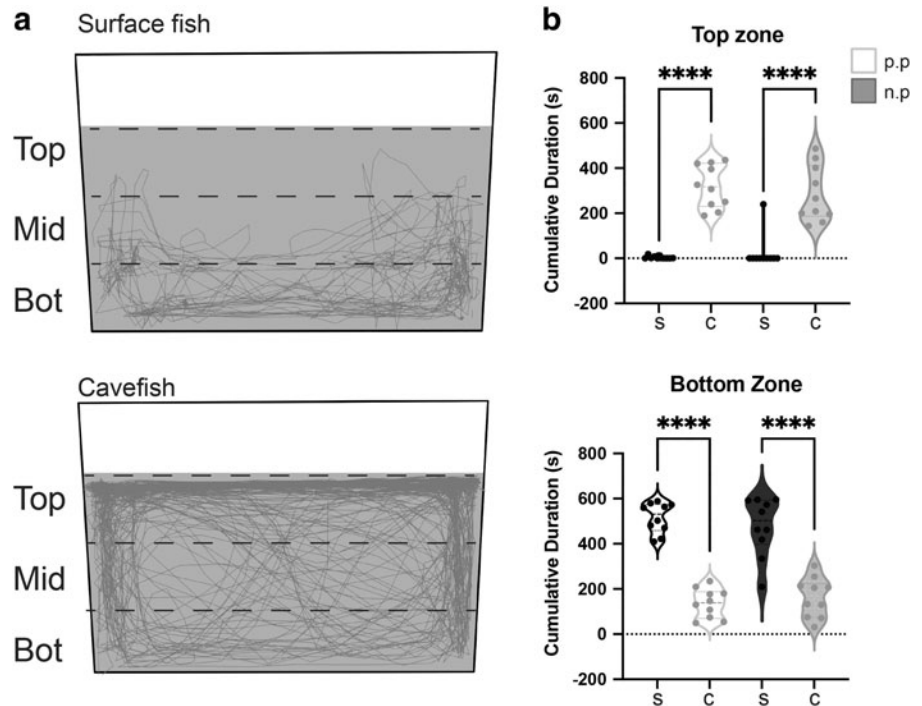 a
Surface fish
Top
Mid
Bot
Cavefish
Top
Mid
Bot
b
Top zone
p.p
n.p
**** ****
Cumulative Duration (s)
800
600
400
200
0
-200
S C S C
Bottom Zone
**** ****
Cumulative Duration (s)
800
600
400
200
0
-200
S C S C